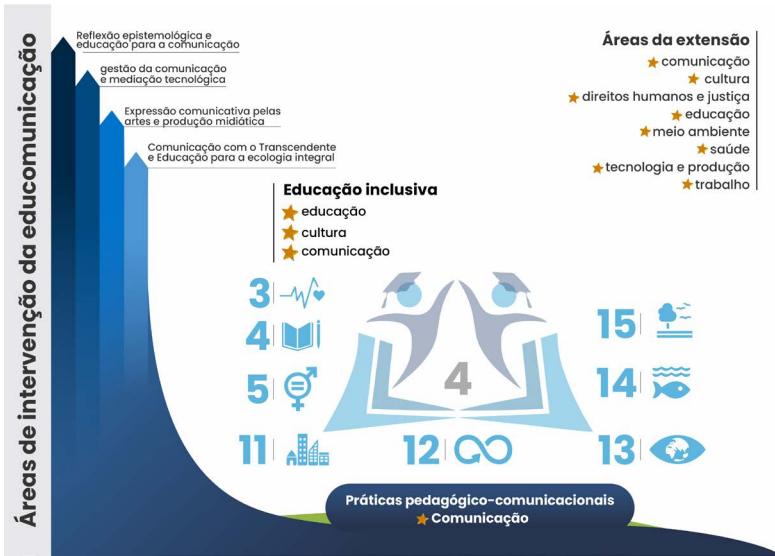 Áreas de intervenção da educomunicação
Reflexão epistemológica e
educação para a comunicação
gestão da comunicação
e mediação tecnológica
Expressão comunicativa pelas
artes e produção midiática
Comunicação com o Transcendente
e Educação para a ecologia integral
Áreas da extensão
comunicação
cultura
direitos humanos e justiça
educação
meio ambiente
saúde
tecnologia e produção
trabalho
Educação inclusiva
educação
cultura
comunicação
3
4
5
11
12
4
15
14
13
Práticas pedagógico-comunicacionais
Comunicação